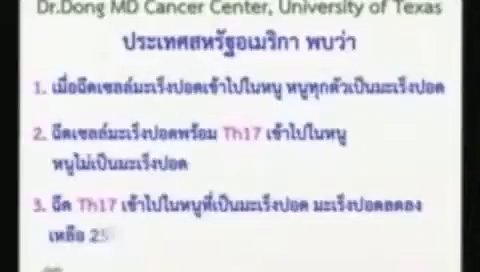 Dr.Dong MD Cancer Center, University of Texas
ประเทศสหรัฐอเมริกา พบว่า
1. เมื่อฉีดเซลล์มะเร็งปอดเข้าไปในหนู หนูทุกตัวเป็นมะเร็งปอด
2. ฉีดเซลล์มะเร็งปอดพร้อม Th17 เข้าไปในหนู
หนูไม่เป็นมะเร็งปอด
3. ฉีด Th17 เข้าไปในหนูที่เป็นมะเร็งปอด มะเร็งปอดลดลง
เหลือ 25